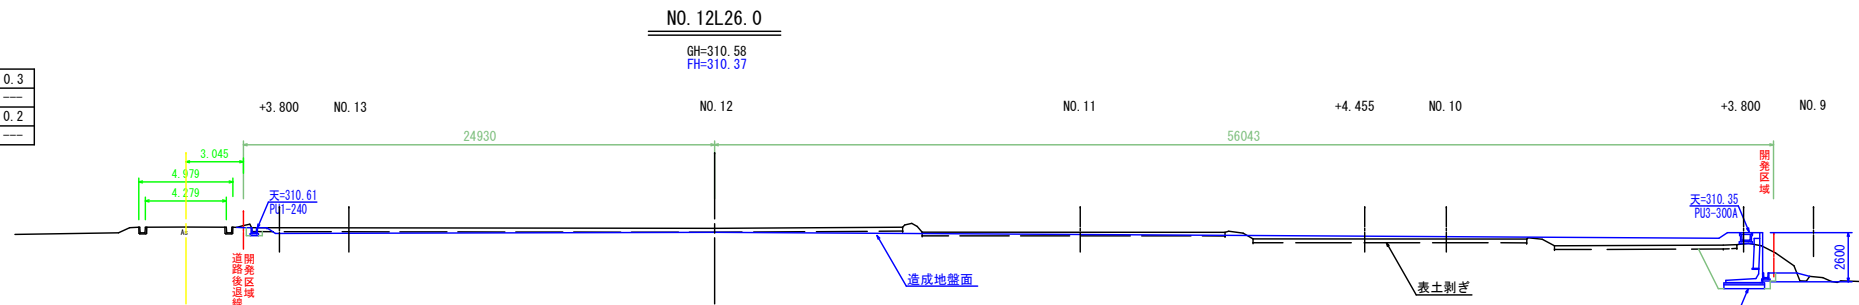 NO. 12L26. 0
GH=310. 58
FH=310. 37
0. 3
---
0. 2
---
+3. 800
NO. 13
NO. 12
NO. 11
+4. 455
NO. 10
+3. 800
NO. 9
24930
56043
3. 045
4. 979
4. 279
天=310. 61
PU1-240
As
開発区域
道路後退線
造成地盤面
表土剥ぎ
開発区域
天=310. 35
PU3-300A
2600